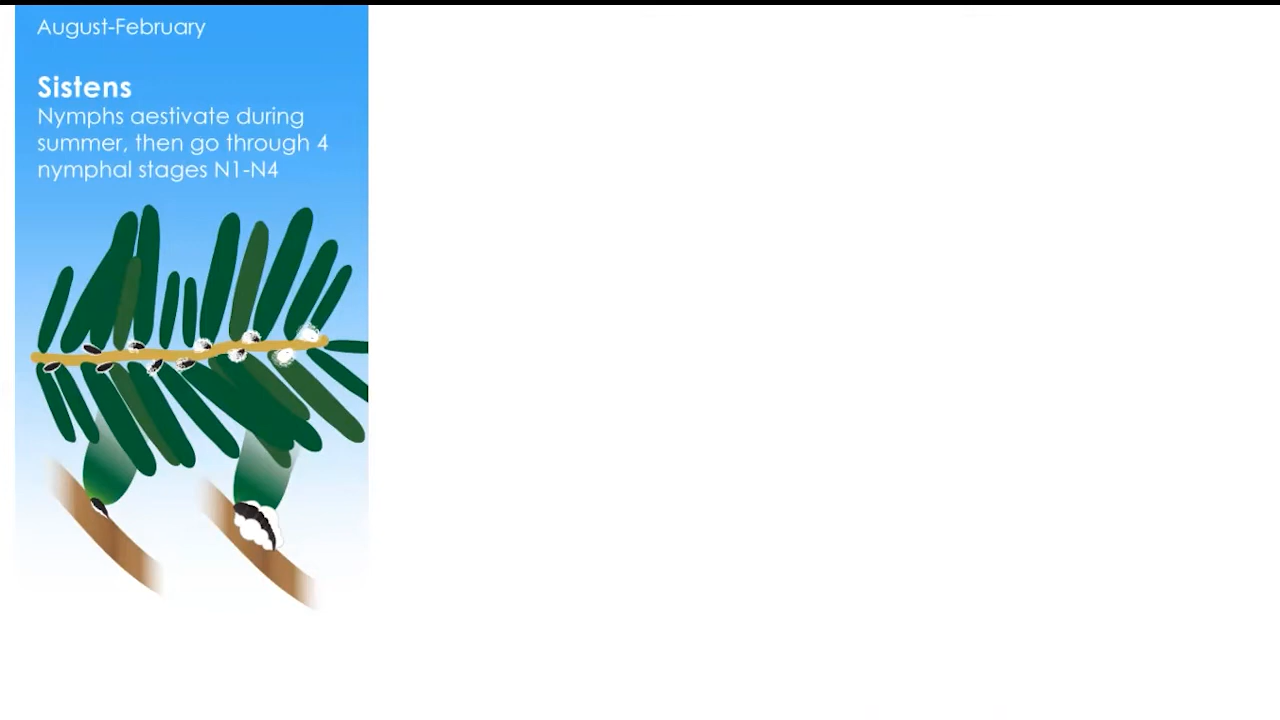 August-February
Sistens
Nymphs aestivate during
summer, then go through 4
nymphal stages N1-N4